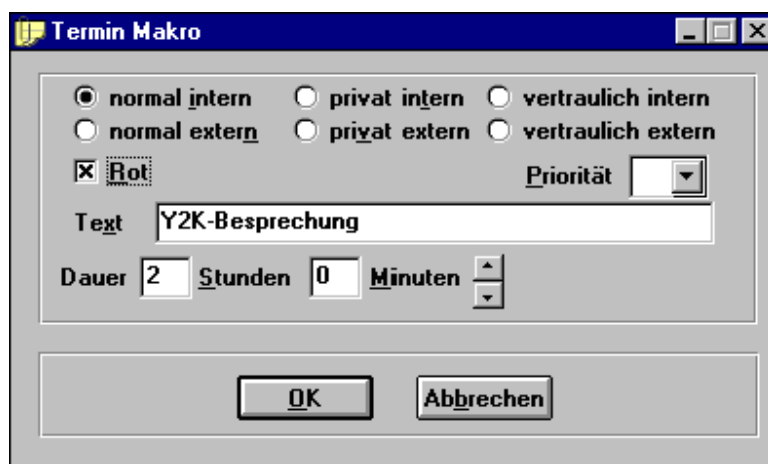 Termin Makro
normal intern privat intern vertraulich intern
normal extern privat extern vertraulich extern
Rot Priorität
Text Y2K-Besprechung
Dauer 2 Stunden 0 Minuten
OK Abbrechen